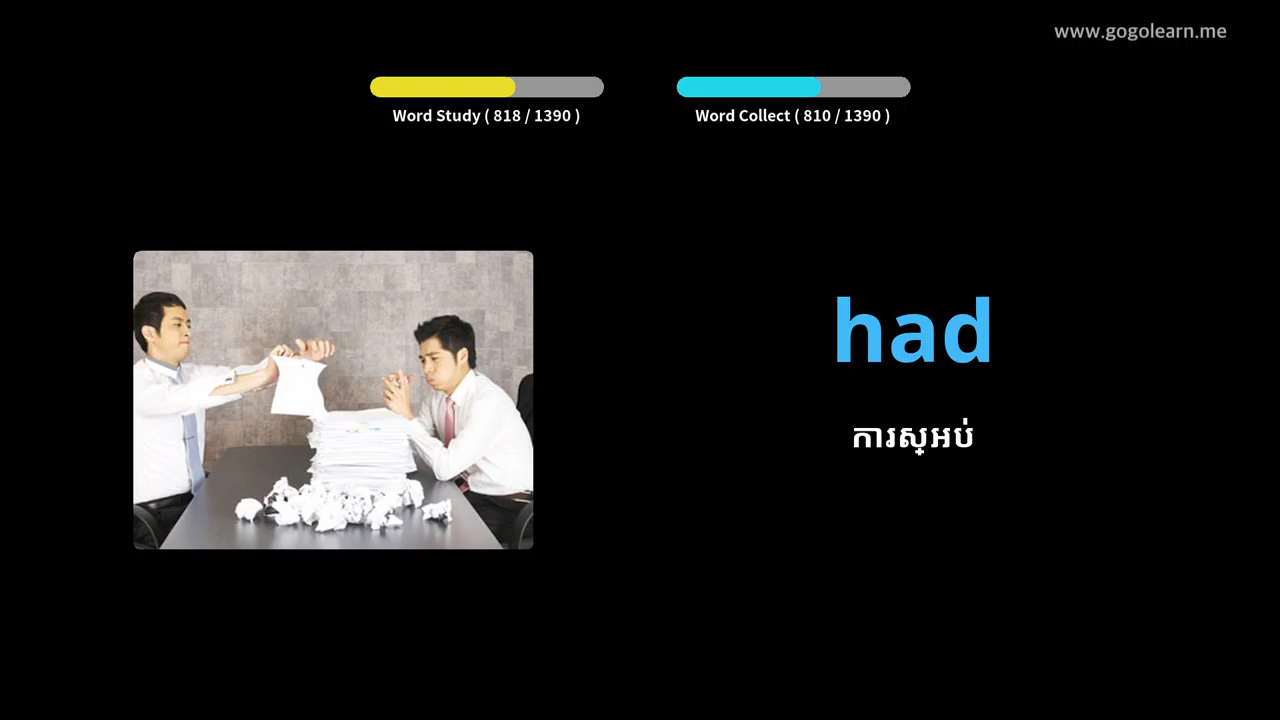 www.gogolearn.me
Word Study ( 818 / 1390 )
Word Collect ( 810 / 1390 )
had
ការស្អប់